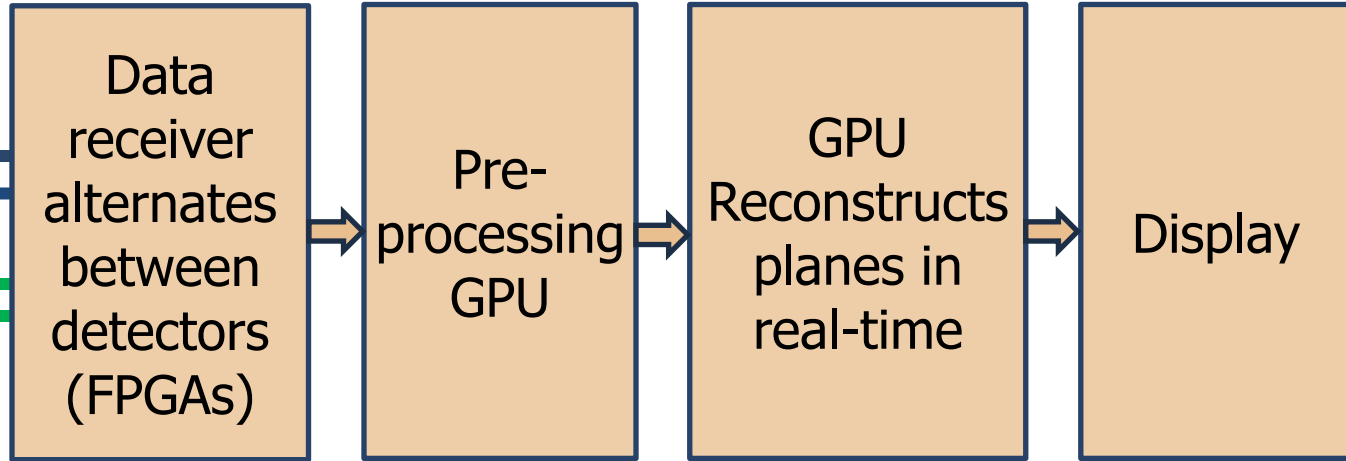 Data
receiver
alternates
between
detectors
(FPGAs)
Pre-
processing
GPU
GPU
Reconstructs
planes in
real-time
Display